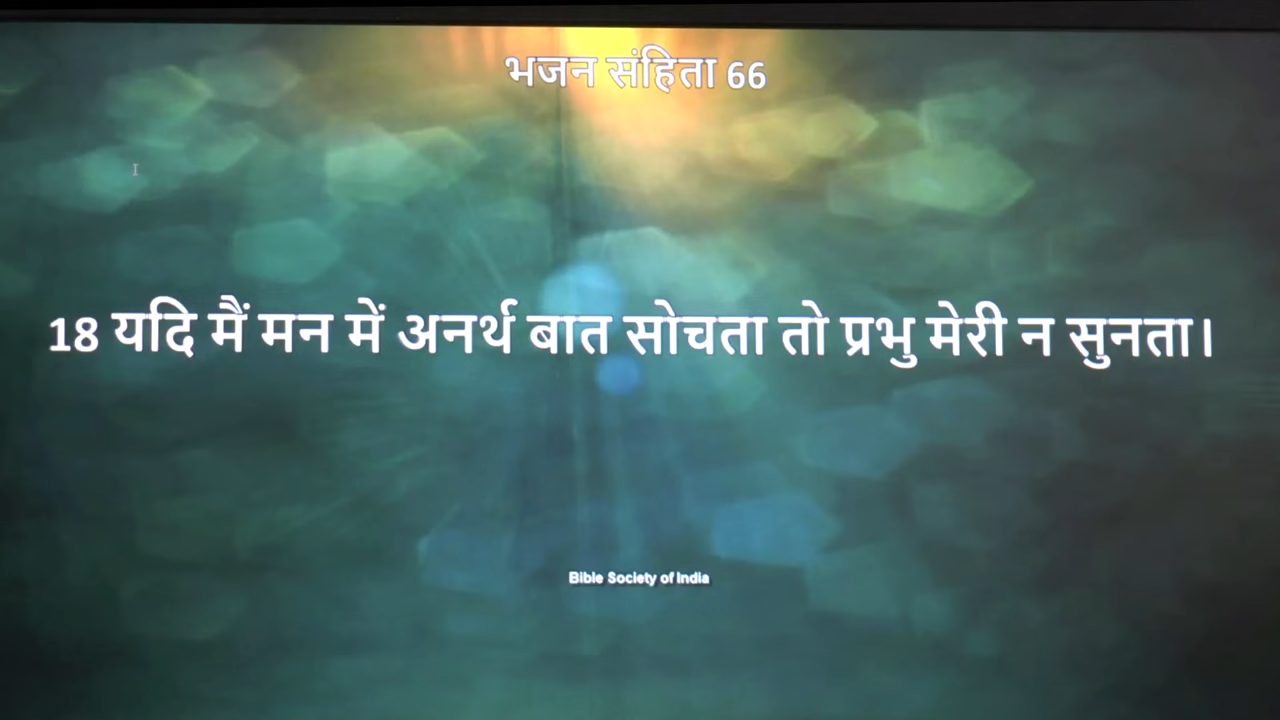 भजन संहिता 66
18 यदि मैं मन में अनर्थ बात सोचता तो प्रभु मेरी न सुनता।
Bible Society of India